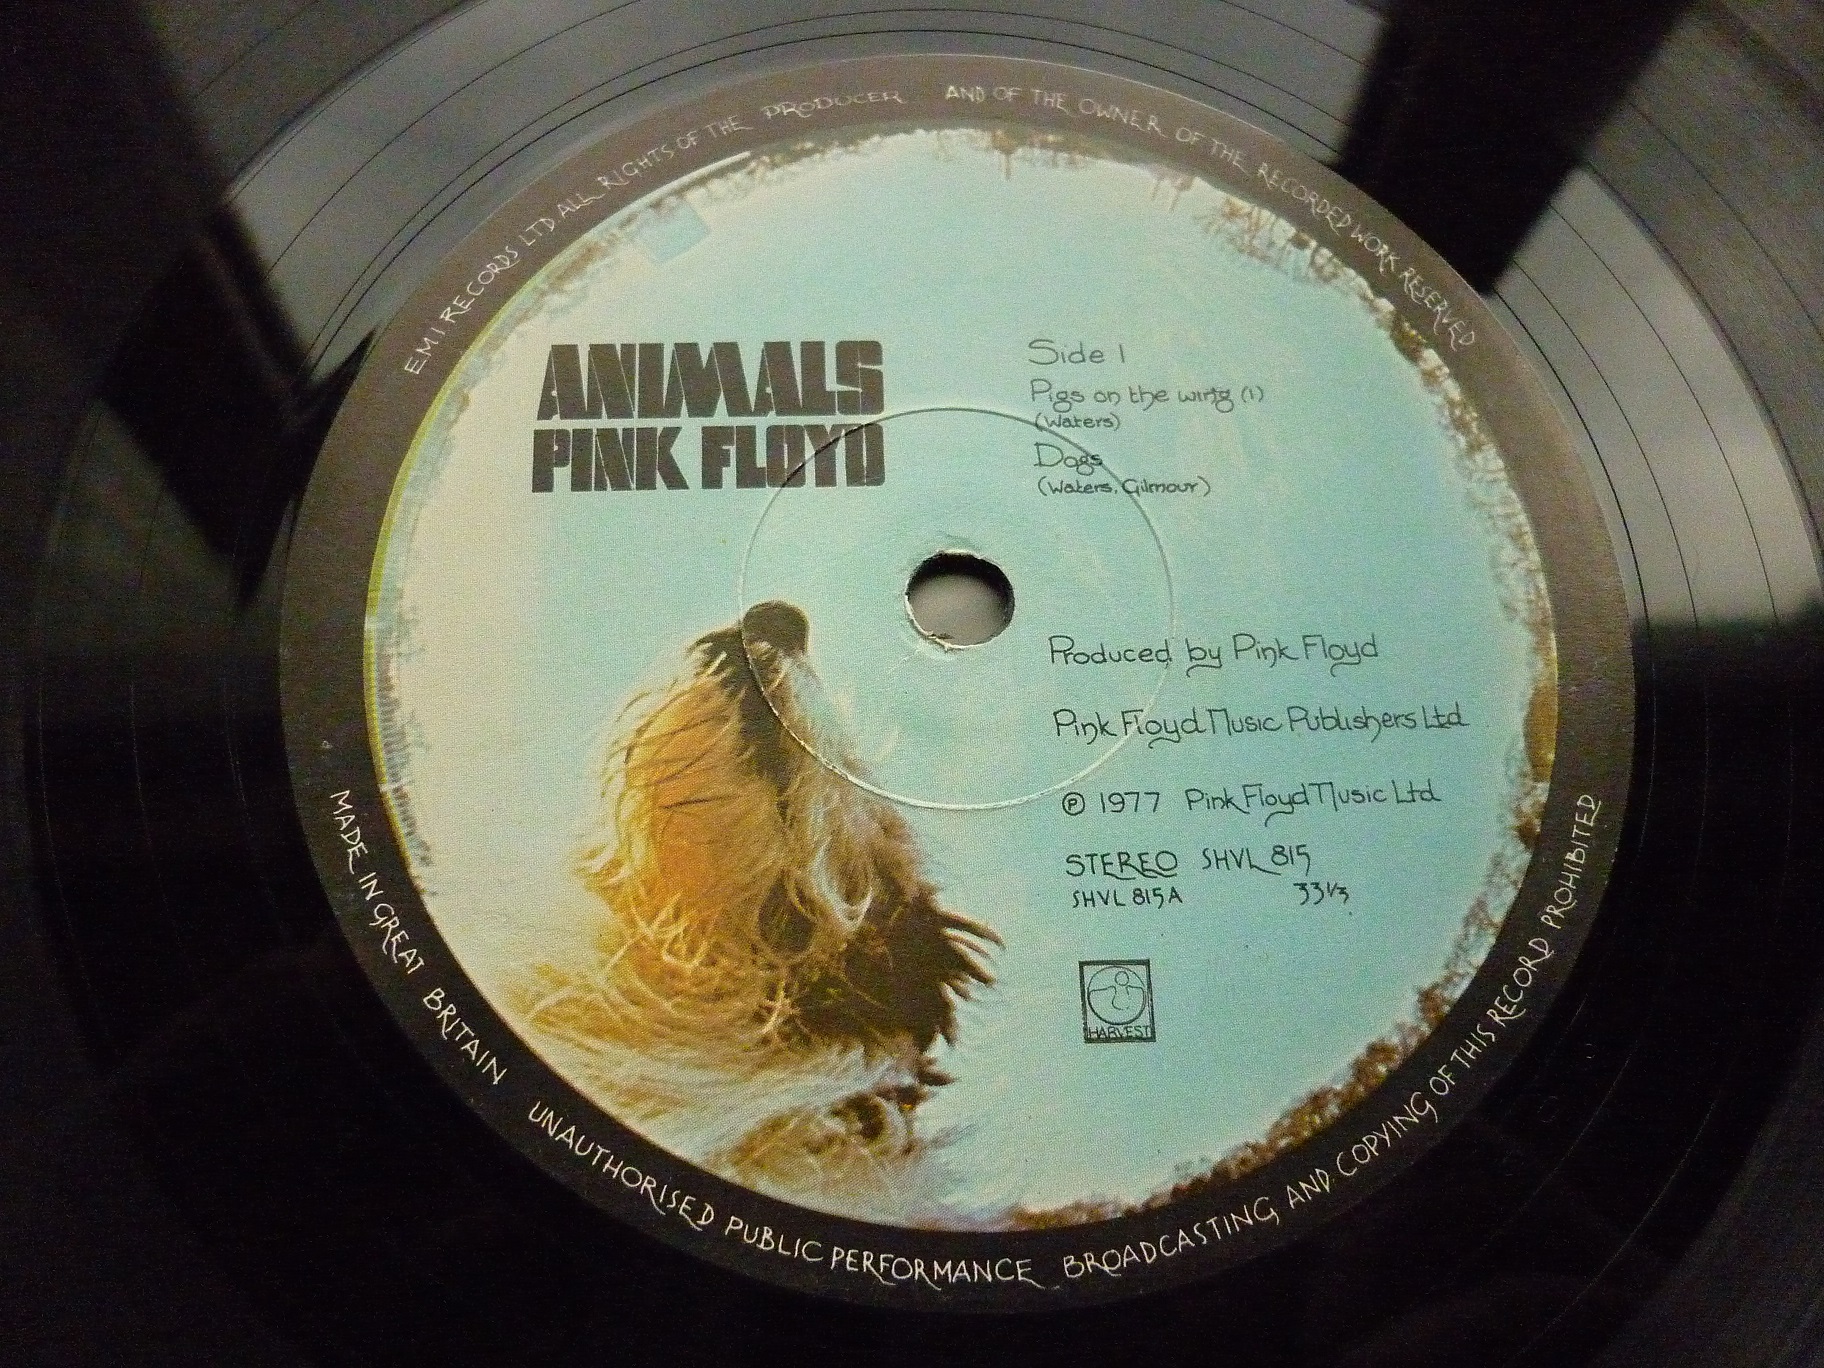 EMI RECORDS LTD ALL RIGHTS OF THE PRODUCER AND OF THE OWNER OF THE RECORDED WORK RESERVED
ANIMALS
PINK FLOYD
Side 1
Pigs on the wing (1)
(Waters)
Dogs
(Waters, Gilmour)
Produced by Pink Floyd
Pink Floyd Music Publishers Ltd
℗ 1977 Pink Floyd Music Ltd
STEREO SHVL 815
SHVL 815A 33⅓
HARVEST
MADE IN GREAT BRITAIN UNAUTHORISED PUBLIC PERFORMANCE BROADCASTING AND COPYING OF THIS RECORD PROHIBITED